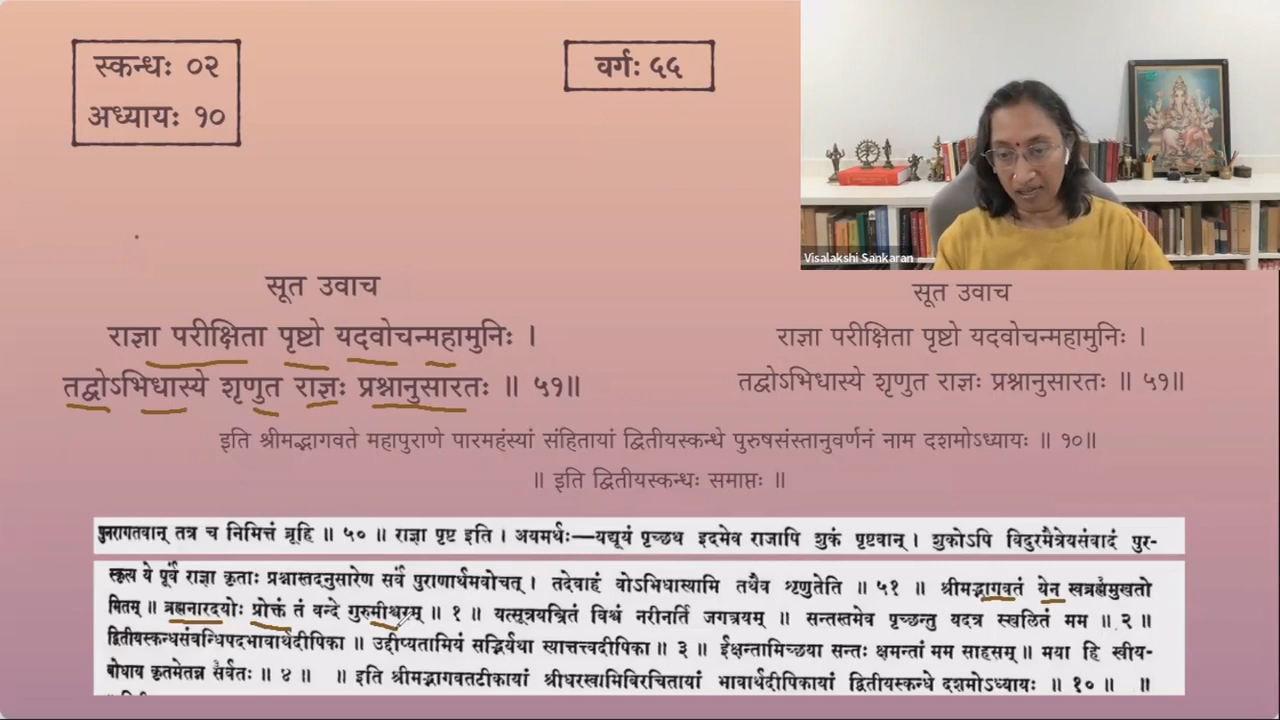 स्कन्धः ०२
अध्यायः १०
वर्गः ५५
Visalakshi Sankaran
सूत उवाच
राज्ञा परीक्षिता पृष्टो यदवोचन्महामुनिः ।
तद्वोऽभिधास्ये शृणुत राज्ञः प्रश्नानुसारतः ॥ ५१॥
सूत उवाच
राज्ञा परीक्षिता पृष्टो यदवोचन्महामुनिः ।
तद्वोऽभिधास्ये शृणुत राज्ञः प्रश्नानुसारतः ॥ ५१॥
इति श्रीमद्भागवते महापुराणे पारमहंस्यां संहितायां द्वितीयस्कन्धे पुरुषसंस्तानुवर्णनं नाम दशमोऽध्यायः ॥ १०॥
॥ इति द्वितीयस्कन्धः समाप्तः ॥
पुनरागतवान् तत्र च निमित्तं ब्रूहि ॥ ५० ॥ राज्ञा पृष्ट इति । अयमर्थः—यद्यूयं पृच्छथ इदमेव राजापि शुकं पृष्टवान् । शुकोऽपि विदुरमैत्रेयसंवादं पुर-
स्कृत्य ये पूर्वं राज्ञा कृताः प्रश्नास्तदनुसारेण सर्वं पुराणार्थमवोचत् । तदेवाहं वोऽभिधास्यामि तथैव शृणुतेति ॥ ५१ ॥ श्रीमद्भागवतं येन
मितम् ॥ ब्रह्मनारदयोः प्रोक्तं तं वन्दे गुरुमीश्वरम् ॥ १ ॥ यत्सूत्रयन्त्रितं विश्वं नरीनर्ति जगत्त्रयम् ॥ सन्तस्तमेव पृच्छन्तु यदत्र स्खलितं मम ॥ २ ॥
द्वितीयस्कन्धसंबन्धिपदभावार्थदीपिका ॥ उद्दीप्यतामियं सद्भिर्यथा स्यात्तत्त्वदीपिका ॥ ३ ॥ ईक्षन्तामिच्छया सन्तः क्षमन्तां मम साहसम् ॥ मया हि स्वीय-
बोधाय कृतमेतन्न सर्वतः ॥ ४ ॥ ॥ इति श्रीमद्भागवतटीकायां श्रीधरस्वामिविरचितायां भावार्थदीपिकायां द्वितीयस्कन्धे दशमोऽध्यायः ॥ १० ॥ ॥